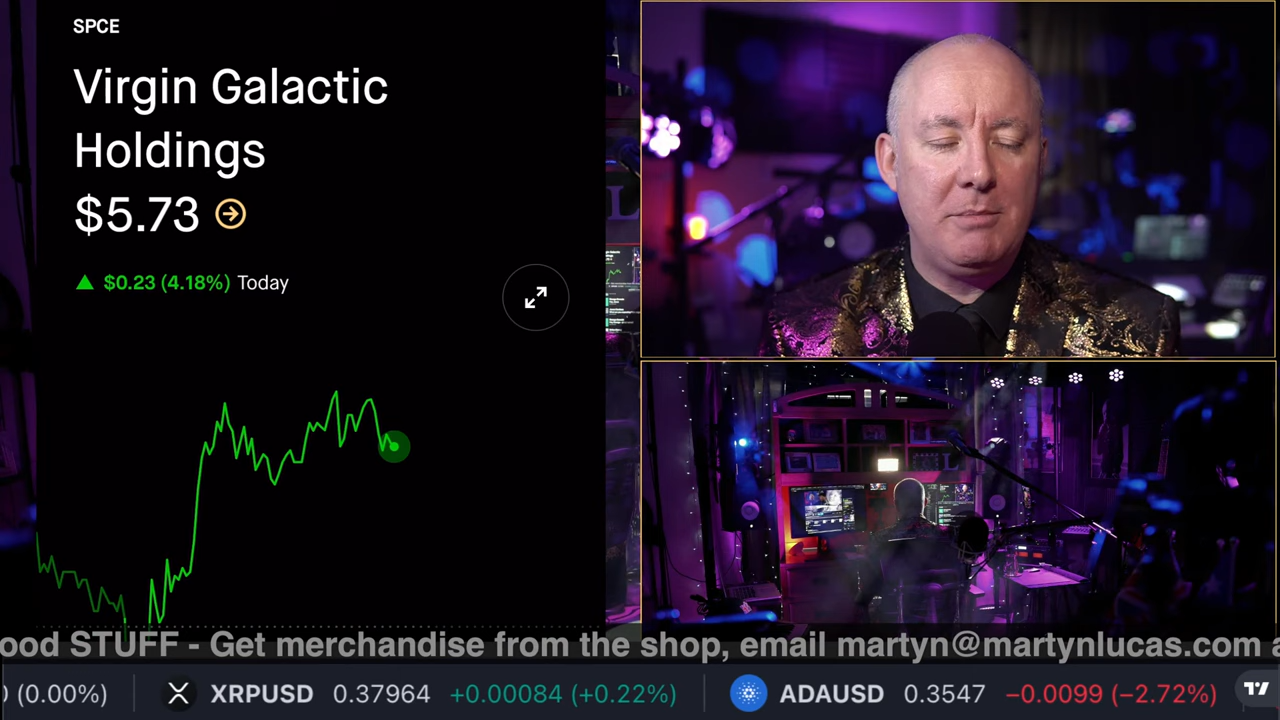 SPCE
Virgin Galactic
Holdings
$5.73
$0.23 (4.18%) Today
ood STUFF - Get merchandise from the shop, email martyn@martynlucas.com a
(0.00%)
XRPUSD 0.37964 +0.00084 (+0.22%)
ADAUSD 0.3547 −0.0099 (−2.72%)